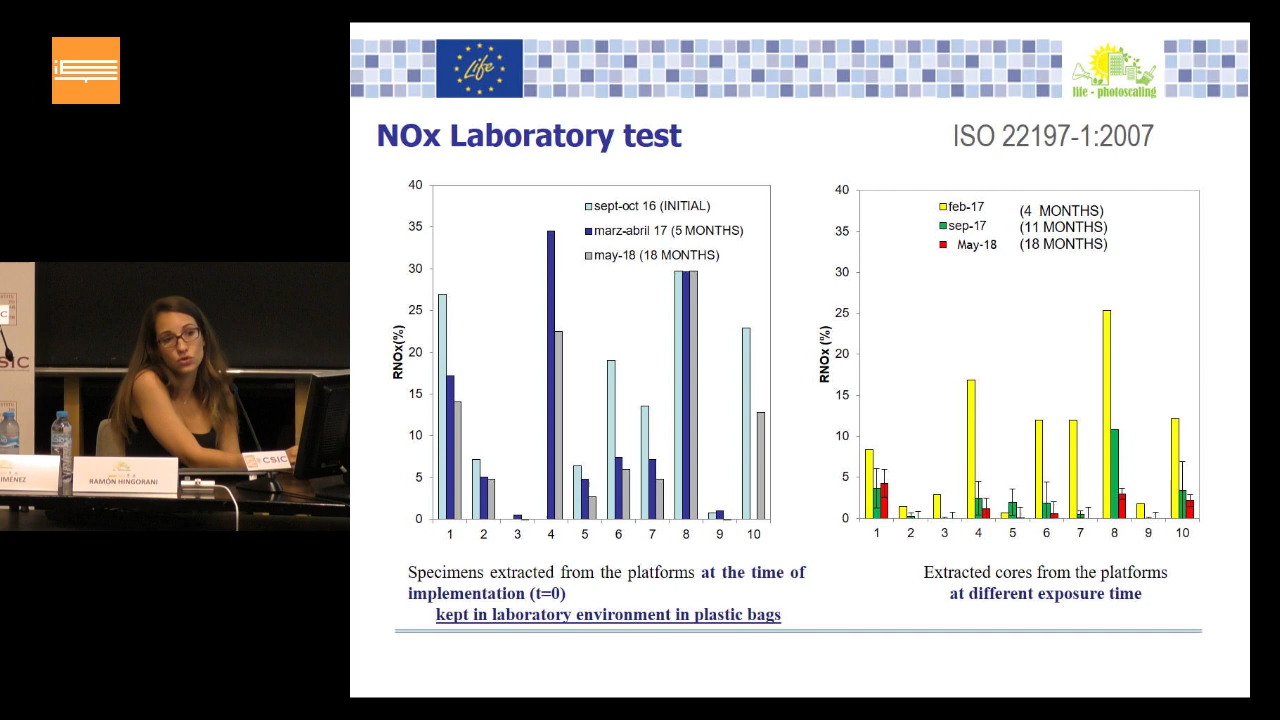 life
life - photoscaling
NOx Laboratory test
ISO 22197-1:2007
40
35
30
25
20
15
10
5
0
RNOx(%)
sept-oct 16 (INITIAL)
marz-abril 17 (5 MONTHS)
may-18 (18 MONTHS)
1 2 3 4 5 6 7 8 9 10
40
35
30
25
20
15
10
5
0
RNOx (%)
feb-17 (4 MONTHS)
sep-17 (11 MONTHS)
May-18 (18 MONTHS)
1 2 3 4 5 6 7 8 9 10
Specimens extracted from the platforms at the time of
implementation (t=0)
kept in laboratory environment in plastic bags
Extracted cores from the platforms
at different exposure time
SIC
IMÉNEZ
RAMÓN HINGORANI
CSIC